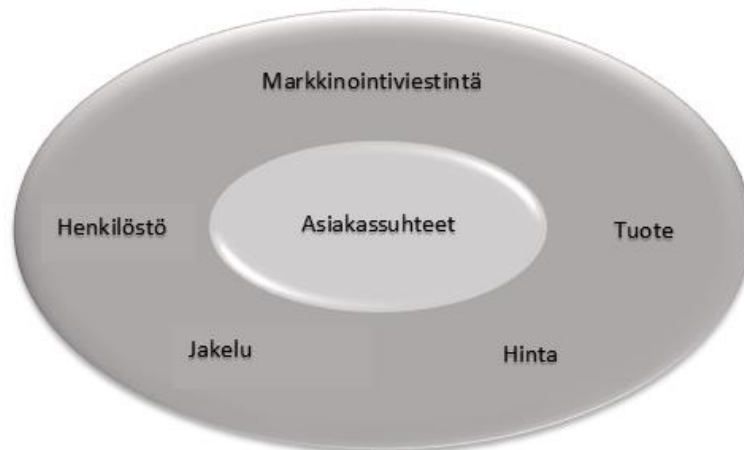 Markkinointiviestintä
Henkilöstö
Asiakassuhteet
Tuote
Jakelu
Hinta